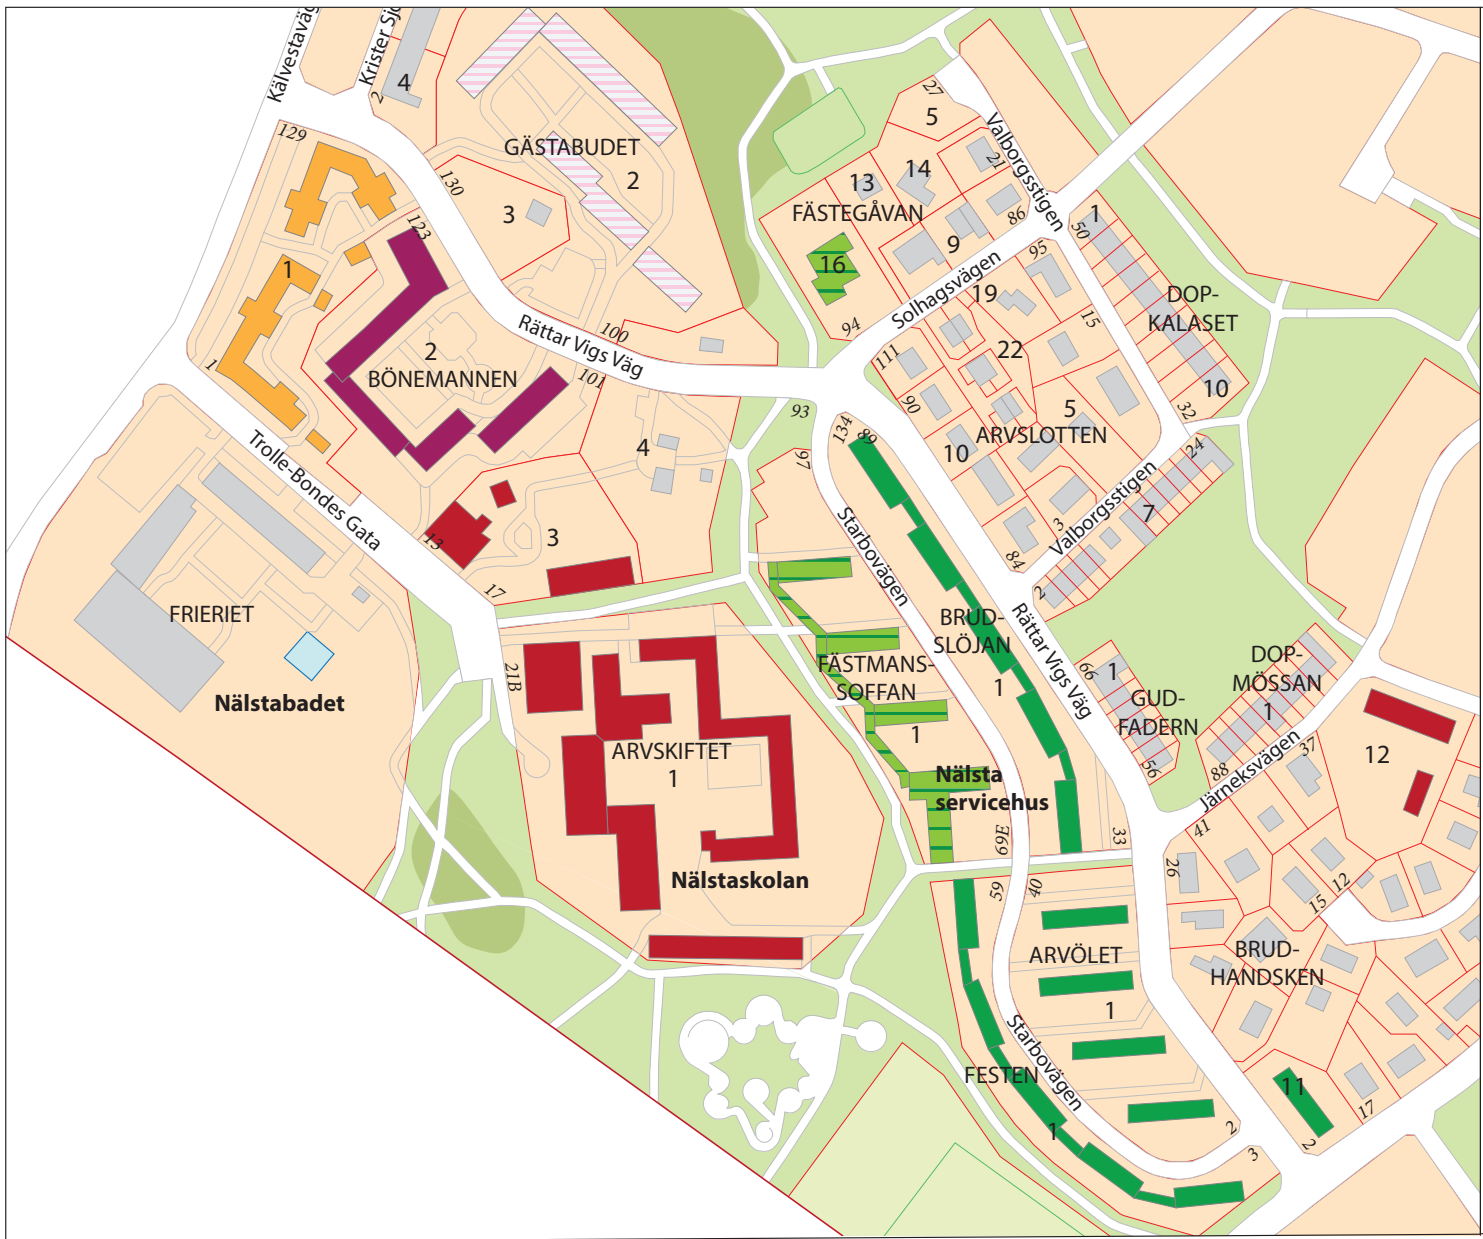 Kälvestaväg
Krister Sjö
2
4
129
130
123
GÄSTABUDET
2
3
1
1
2
BÖNEMANNEN
Rättar Vigs Väg
100
101
93
4
3
13
17
Trolle-Bondes Gata
FRIERIET
Nälstabadet
21B
ARVSKIFTET
1
Nälstaskolan
27
5
Valborgsstigen
21
14
13
FÄSTEGÅVAN
16
9
86
94
Solhagsvägen
95
19
1
50
DOP-
KALASET
10
32
15
22
5
ARVSLOTTEN
10
111
90
134
89
97
84
3
Valborgsstigen
24
7
2
Starbovägen
BRUD-
SLÖJAN
1
Rättar Vigs Väg
FÄSTMANS-
SOFFAN
1
Nälsta
servicehus
69E
33
66
1
GUD-
FADERN
56
DOP-
MÖSSAN
1
88
37
Järneksvägen
41
12
26
12
15
BRUD-
HANDSKEN
59
40
ARVÖLET
1
Starbovägen
FESTEN
1
2
3
11
2
17